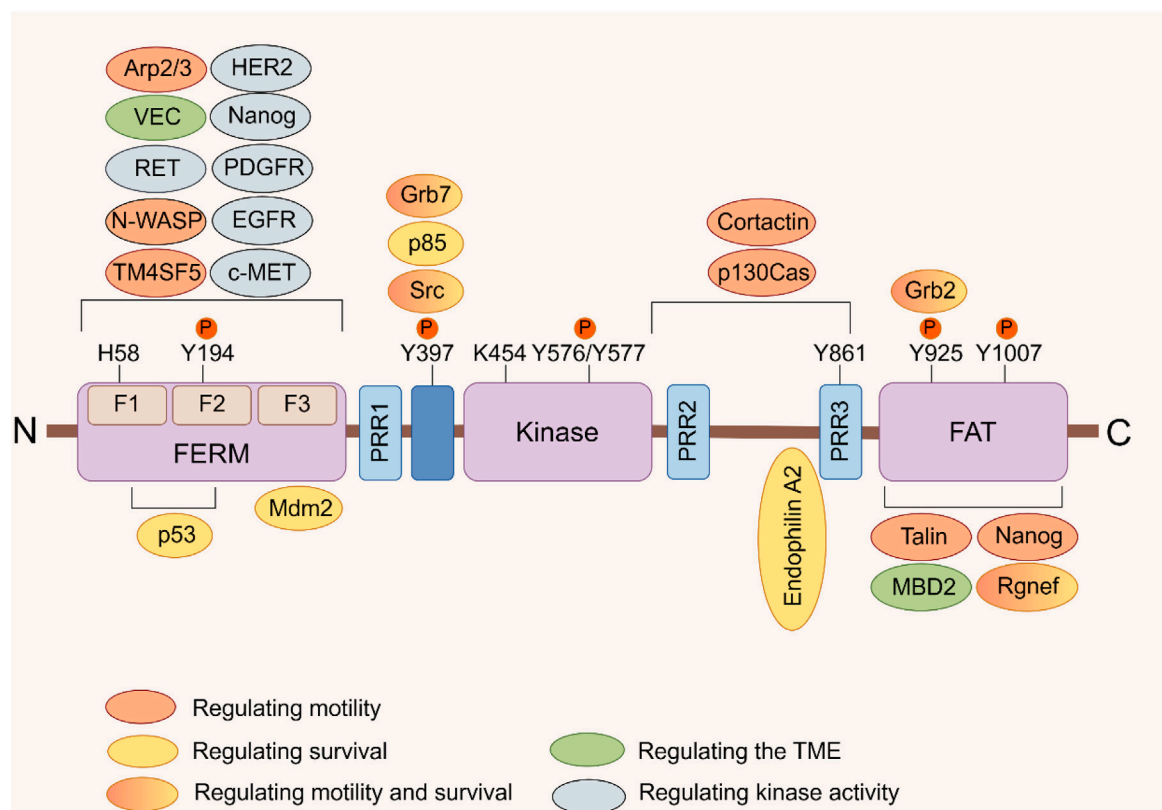 Arp2/3 HER2
VEC Nanog
RET PDGFR
N-WASP EGFR
TM4SF5 c-MET
Grb7
p85
Src
Cortactin
p130Cas
Grb2
P P P P
H58 Y194 Y397 K454 Y576/Y577 Y861 Y925 Y1007
F1 F2 F3
N FERM PRR1 Kinase PRR2 PRR3 FAT C
p53 Mdm2
Endophilin A2
Talin Nanog
MBD2 Rgnef
Regulating motility
Regulating survival Regulating the TME
Regulating motility and survival Regulating kinase activity